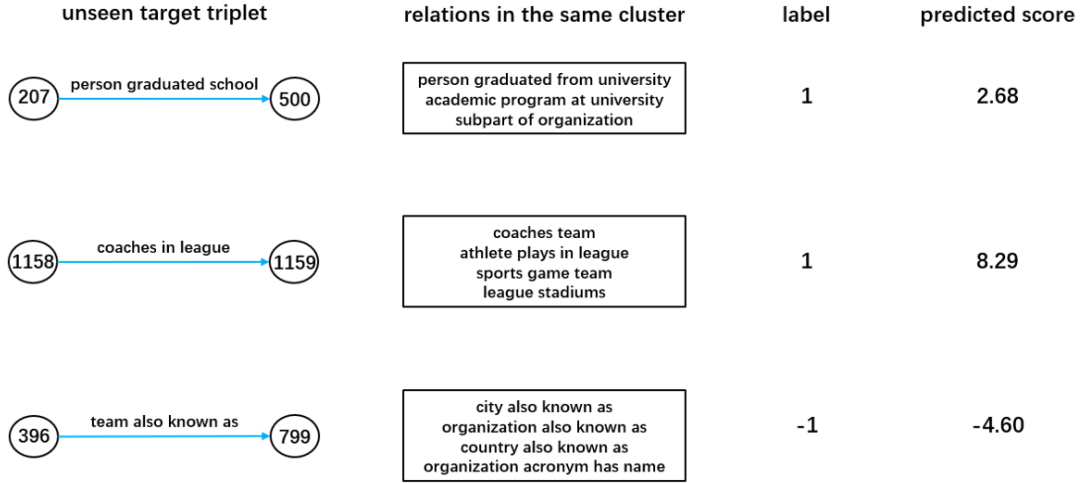 unseen target triplet relations in the same cluster label predicted score
person graduated school
207 500
person graduated from university
academic program at university
subpart of organization
1 2.68
coaches in league
1158 1159
coaches team
athlete plays in league
sports game team
league stadiums
1 8.29
team also known as
396 799
city also known as
organization also known as
country also known as
organization acronym has name
-1 -4.60